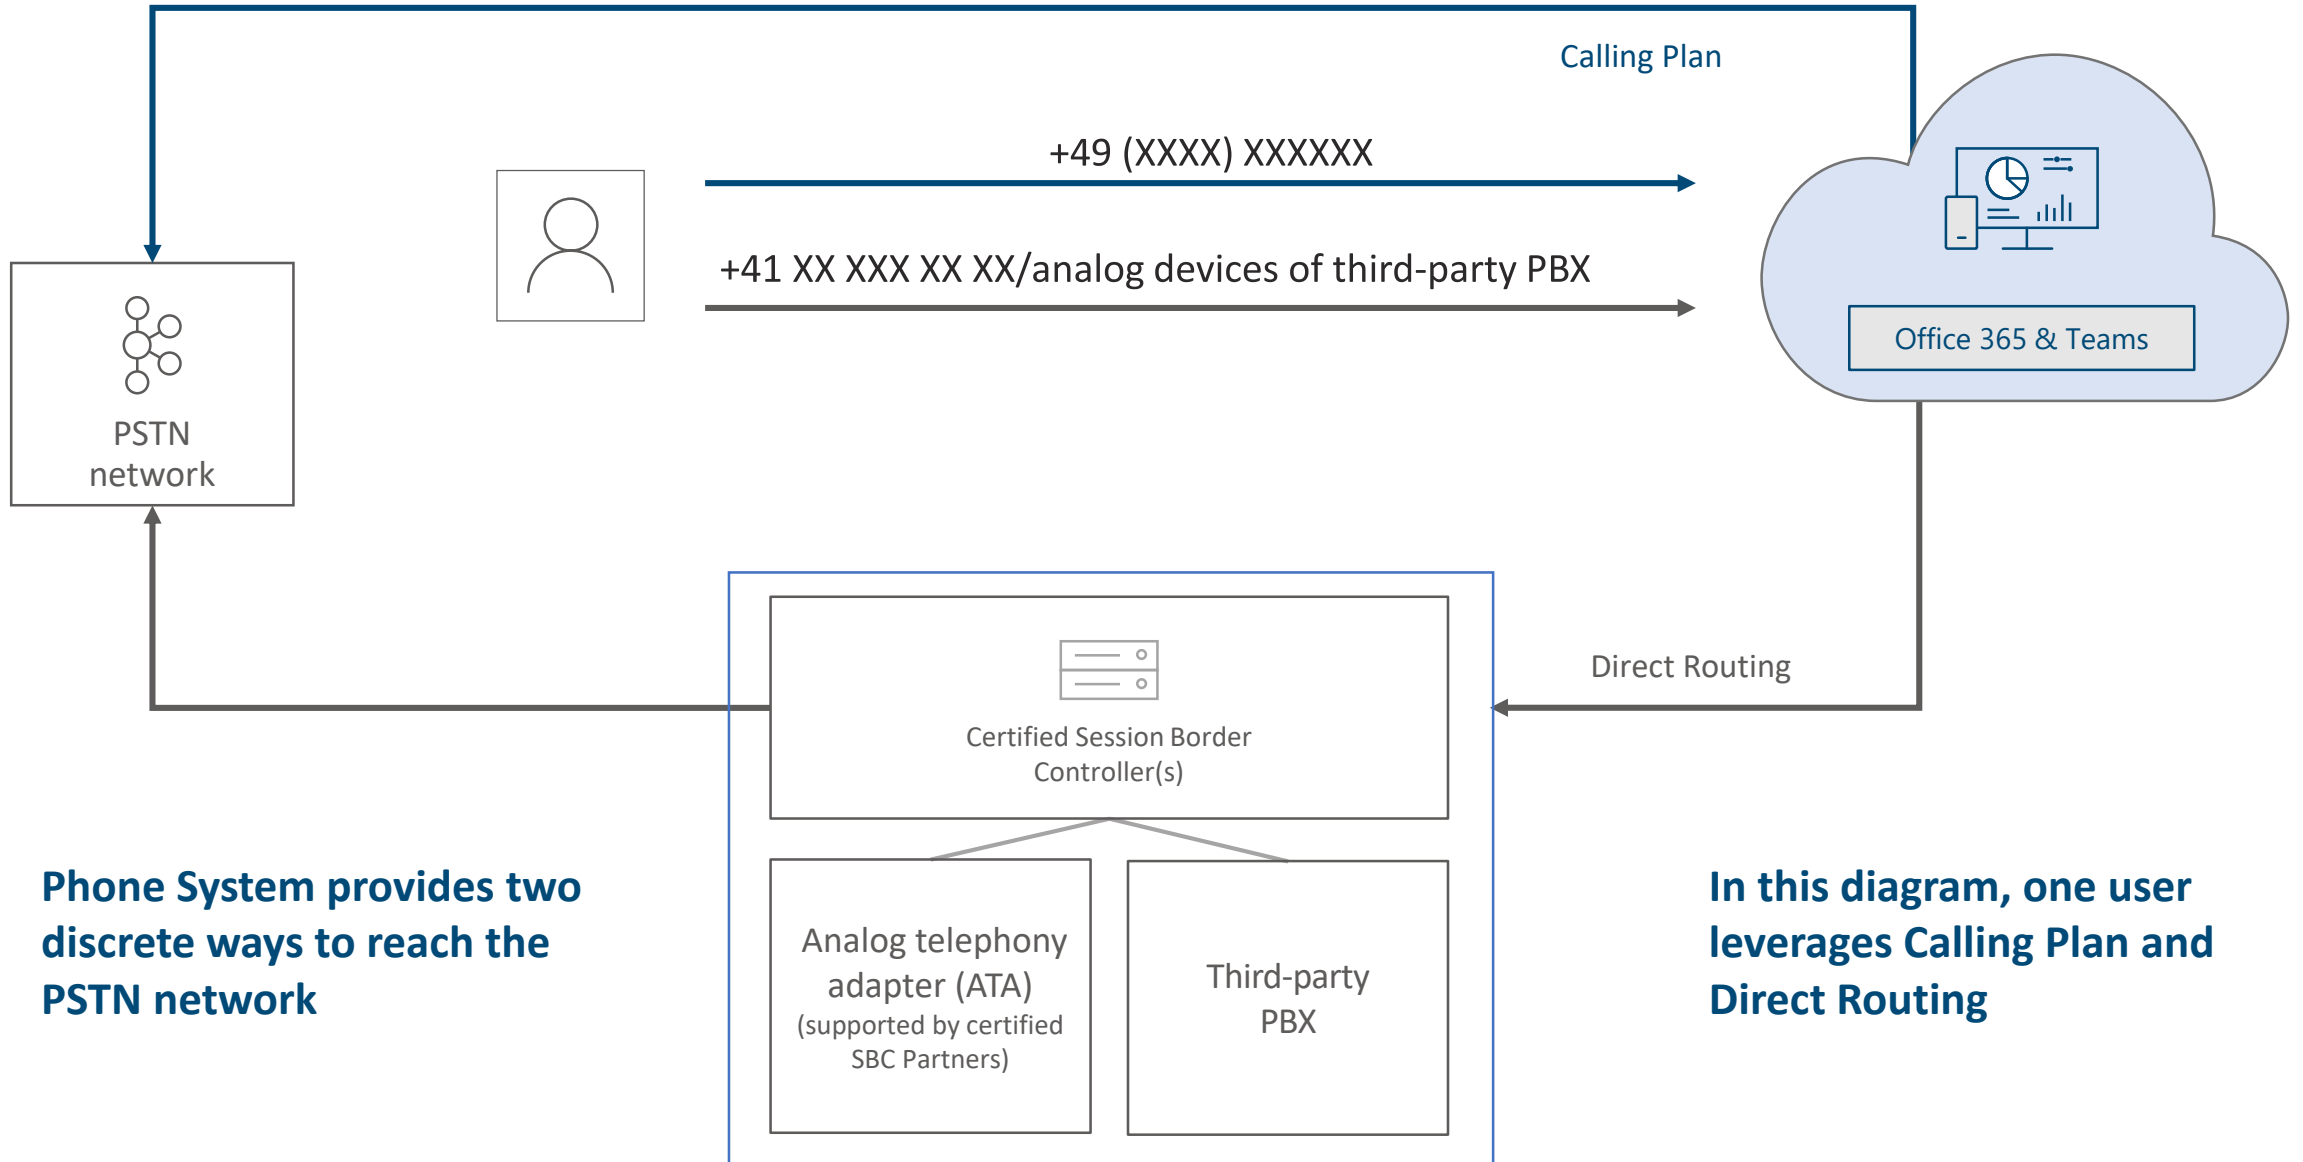 Calling Plan
+49 (XXXX) XXXXXX
+41 XX XXX XX XX/analog devices of third-party PBX
Office 365 & Teams
PSTN
network
Direct Routing
Certified Session Border
Controller(s)
Phone System provides two
discrete ways to reach the
PSTN network
Analog telephony
adapter (ATA)
(supported by certified
SBC Partners)
Third-party
PBX
In this diagram, one user
leverages Calling Plan and
Direct Routing